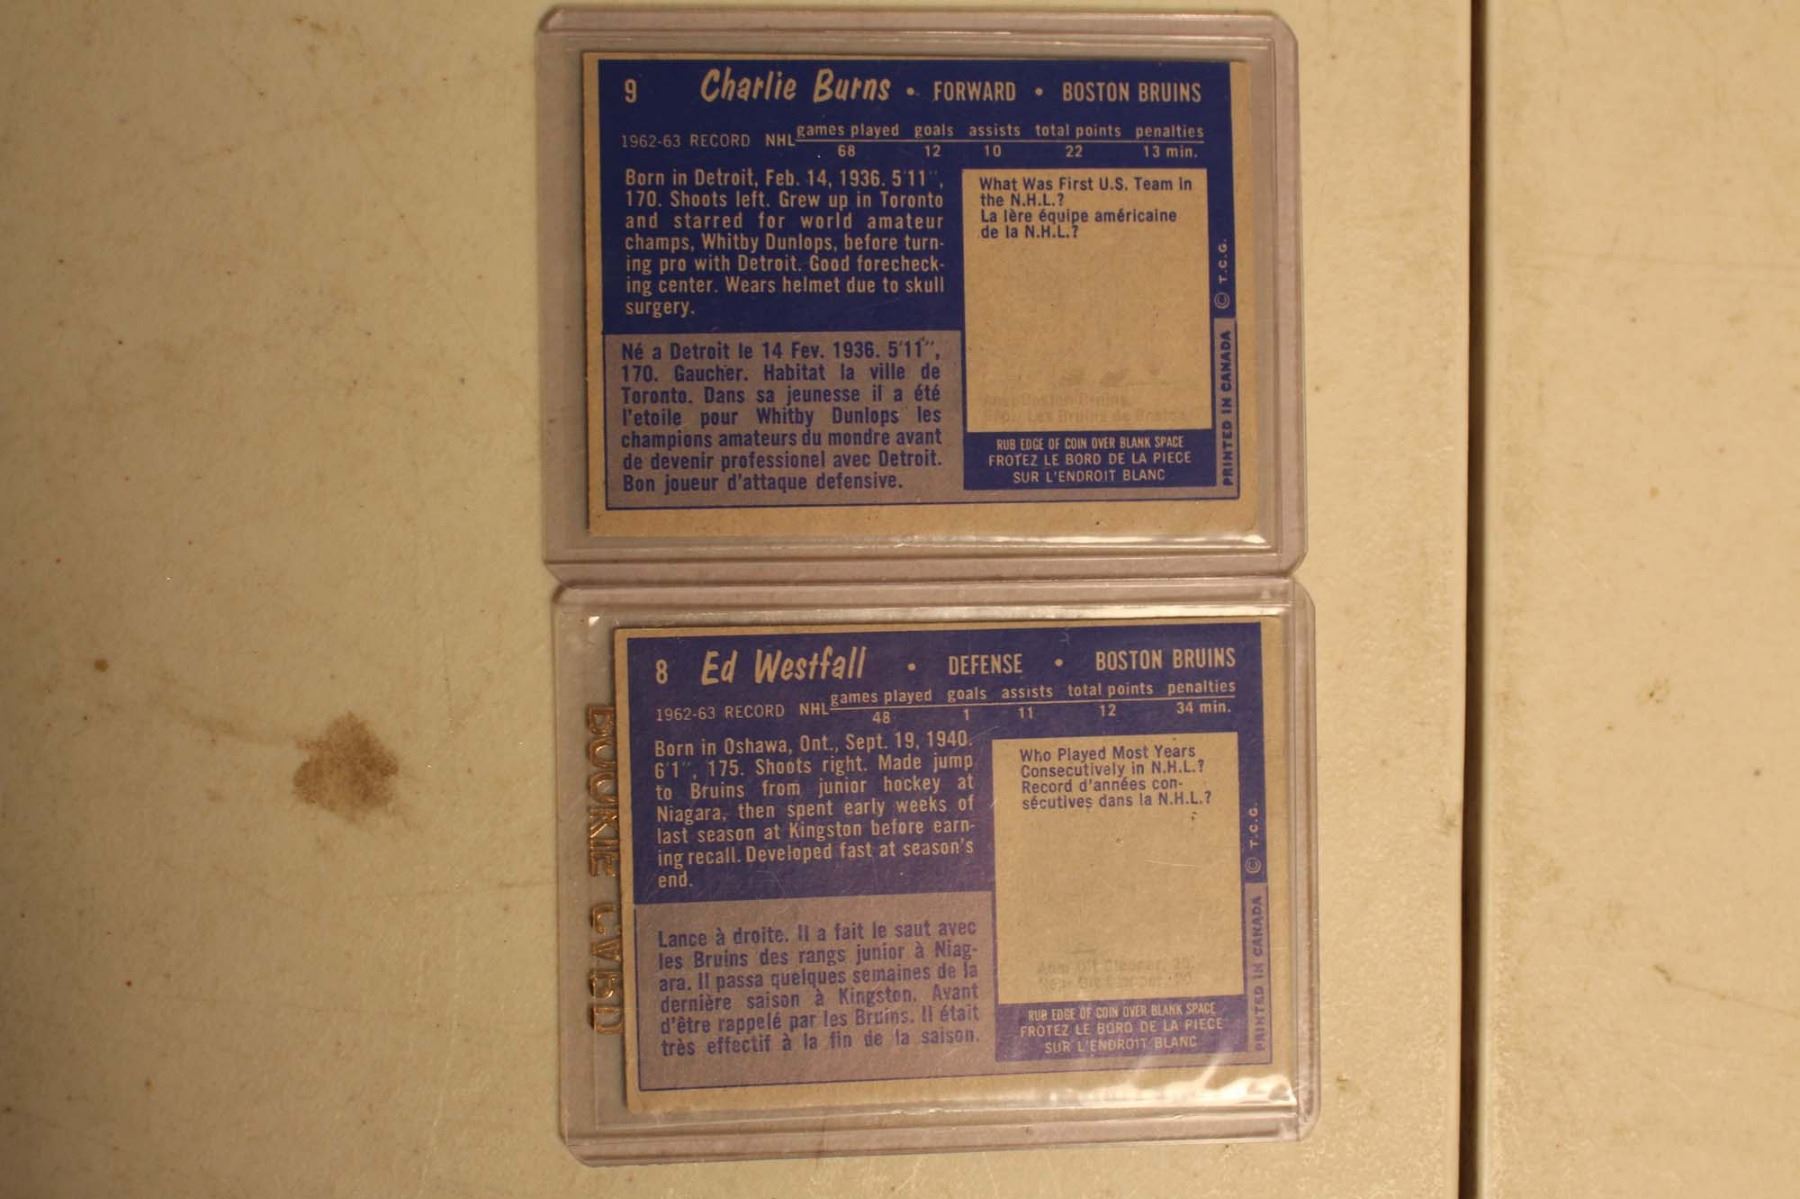 9 Charlie Burns • FORWARD • BOSTON BRUINS
games played goals assists total points penalties
1962-63 RECORD NHL 68 12 10 22 13 min.
Born in Detroit, Feb. 14, 1936. 5'11",
170. Shoots left. Grew up in Toronto
and starred for world amateur
champs, Whitby Dunlops, before turn-
ing pro with Detroit. Good forecheck-
ing center. Wears helmet due to skull
surgery.
Né a Detroit le 14 Fev. 1936. 5'11",
170. Gaucher. Habitat la ville de
Toronto. Dans sa jeunesse il a été
l'etoile pour Whitby Dunlops les
champions amateurs du mondre avant
de devenir professionel avec Detroit.
Bon joueur d'attaque defensive.
What Was First U.S. Team In
the N.H.L.?
La lère équipe américaine
de la N.H.L.?
Boston Bruins
Les Bruins de Boston
RUB EDGE OF COIN OVER BLANK SPACE
FROTEZ LE BORD DE LA PIECE
SUR L'ENDROIT BLANC
PRINTED IN CANADA © T.C.G.
8 Ed Westfall • DEFENSE • BOSTON BRUINS
games played goals assists total points penalties
1962-63 RECORD NHL 48 1 11 12 34 min.
Born in Oshawa, Ont., Sept. 19, 1940.
6'1", 175. Shoots right. Made jump
to Bruins from junior hockey at
Niagara, then spent early weeks of
last season at Kingston before earn-
ing recall. Developed fast at season's
end.
Lance à droite. Il a fait le saut avec
les Bruins des rangs junior à Niag-
ara. Il passa quelques semaines de la
dernière saison à Kingston. Avant
d'être rappelé par les Bruins. Il était
très effectif à la fin de la saison.
Who Played Most Years
Consecutively in N.H.L.?
Record d'années con-
sécutives dans la N.H.L.?
RUB EDGE OF COIN OVER BLANK SPACE
FROTEZ LE BORD DE LA PIECE
SUR L'ENDROIT BLANC
PRINTED IN CANADA © T.C.G.
ROOKIE CARD